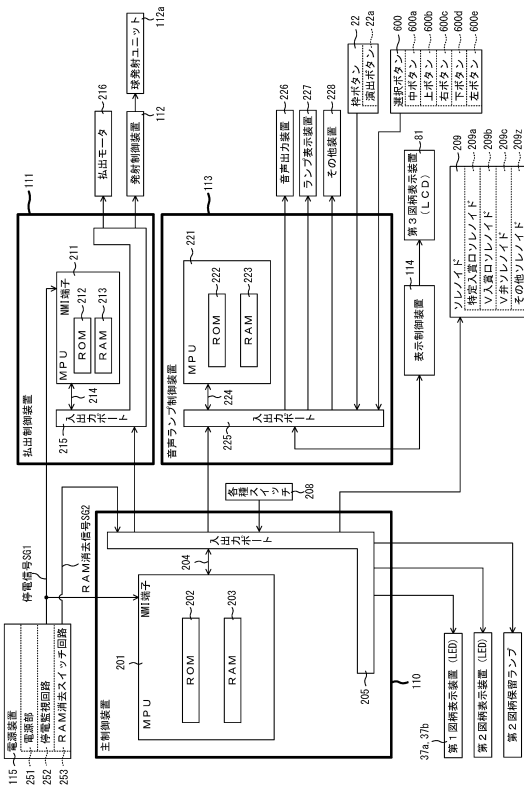 115
電源装置
251
電源部
252
停電監視回路
253
RAM消去スイッチ回路
停電信号SG1
RAM消去信号SG2
主制御装置
110
201
MPU
NMI端子
ROM
202
RAM
203
204
入出力ポート
205
各種スイッチ
208
37a, 37b
第1図柄表示装置(LED)
第2図柄表示装置(LED)
第2図柄保留ランプ
払出制御装置
111
MPU
NMI端子
211
ROM
212
RAM
213
214
入出力ポート
215
払出モータ
216
発射制御装置
112
球発射ユニット
112a
音声ランプ制御装置
113
MPU
221
ROM
222
RAM
223
224
入出力ポート
225
音声出力装置
226
ランプ表示装置
227
その他装置
228
枠ボタン
22
演出ボタン
22a
選択ボタン
600
中ボタン
600a
上ボタン
600b
右ボタン
600c
下ボタン
600d
左ボタン
600e
表示制御装置
114
第3図柄表示装置
(LCD)
81
ソレノイド
209
特定入賞口ソレノイド
209a
V入賞口ソレノイド
209b
V弁ソレノイド
209c
その他ソレノイド
209z